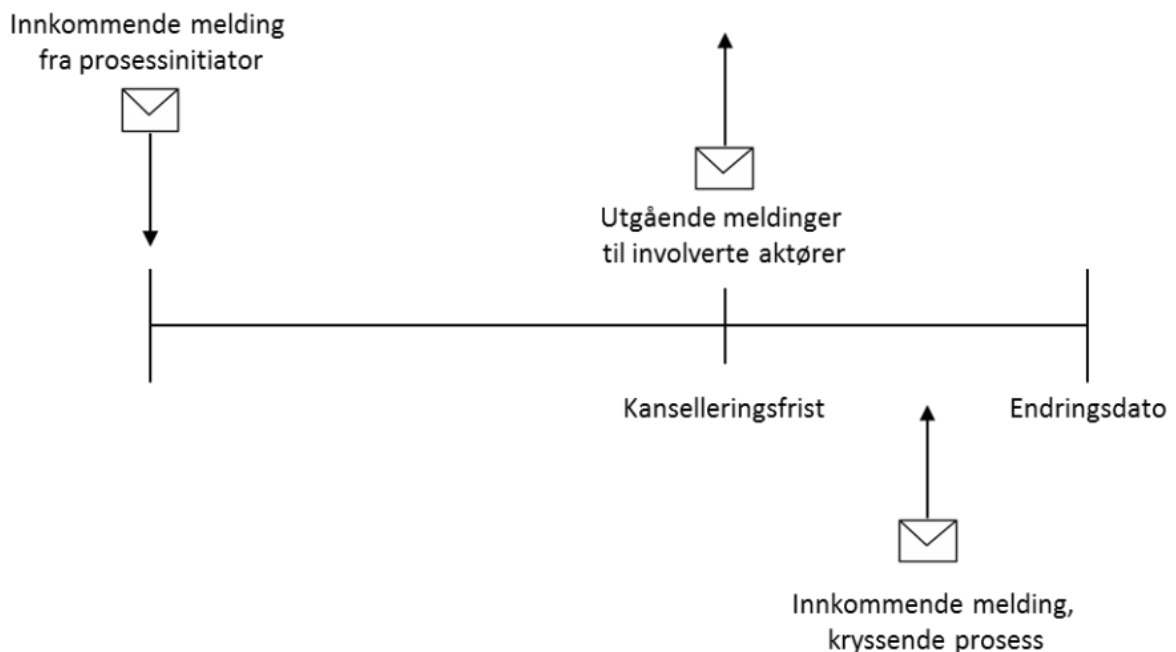 Innkommende melding
fra prosessinitiator
Utgående meldinger
til involverte aktører
Kanselleringsfrist
Endringsdato
Innkommende melding,
kryssende prosess